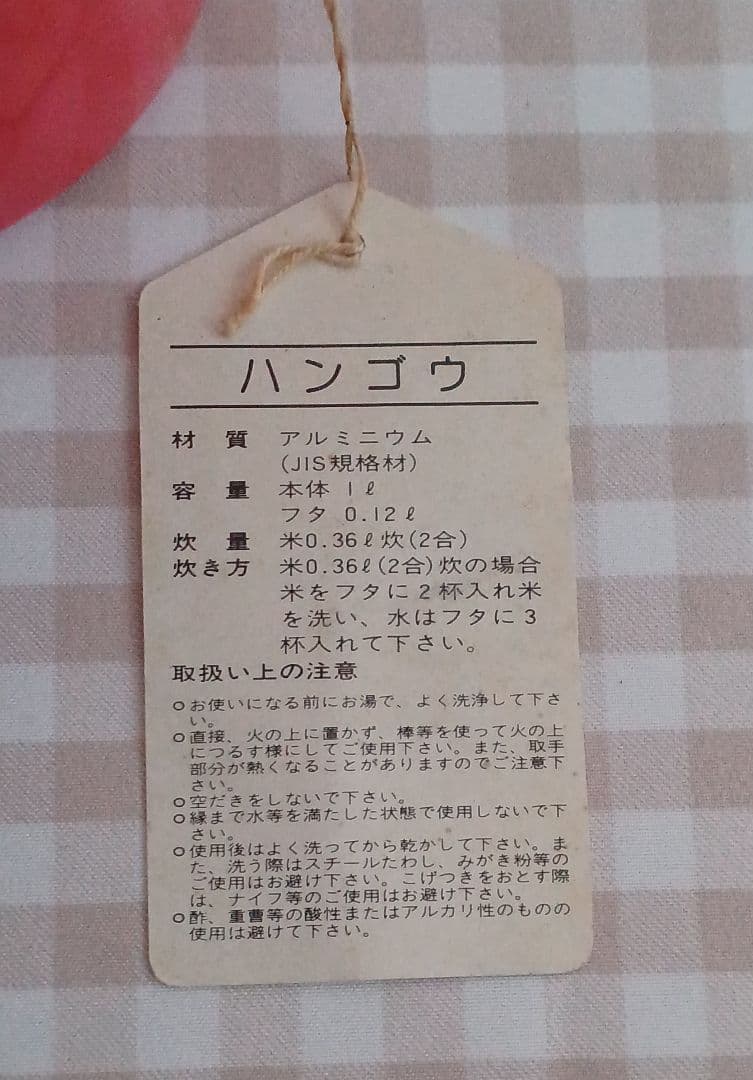 ハンゴウ
材 質 アルミニウム
(JIS規格材)
容 量 本体 1ℓ
フタ 0.12ℓ
炊 量 米0.36ℓ炊(2合)
炊き方 米0.36ℓ(2合)炊の場合
米をフタに2杯入れ米
を洗い、水はフタに3
杯入れて下さい。
取扱い上の注意
○お使いになる前にお湯で、よく洗浄して下さ
い。
○直接、火の上に置かず、棒等を使って火の上
につるす様にしてご使用下さい。また、取手
部分が熱くなることがありますのでご注意下
さい。
○空だきをしないで下さい。
○縁まで水等を満たした状態で使用しないで下
さい。
○使用後はよく洗ってから乾かして下さい。ま
た、洗う際はスチールたわし、みがき粉等の
ご使用はお避け下さい。こげつきをおとす際
は、ナイフ等のご使用はお避け下さい。
○酢、重曹等の酸性またはアルカリ性のものの
使用は避けて下さい。